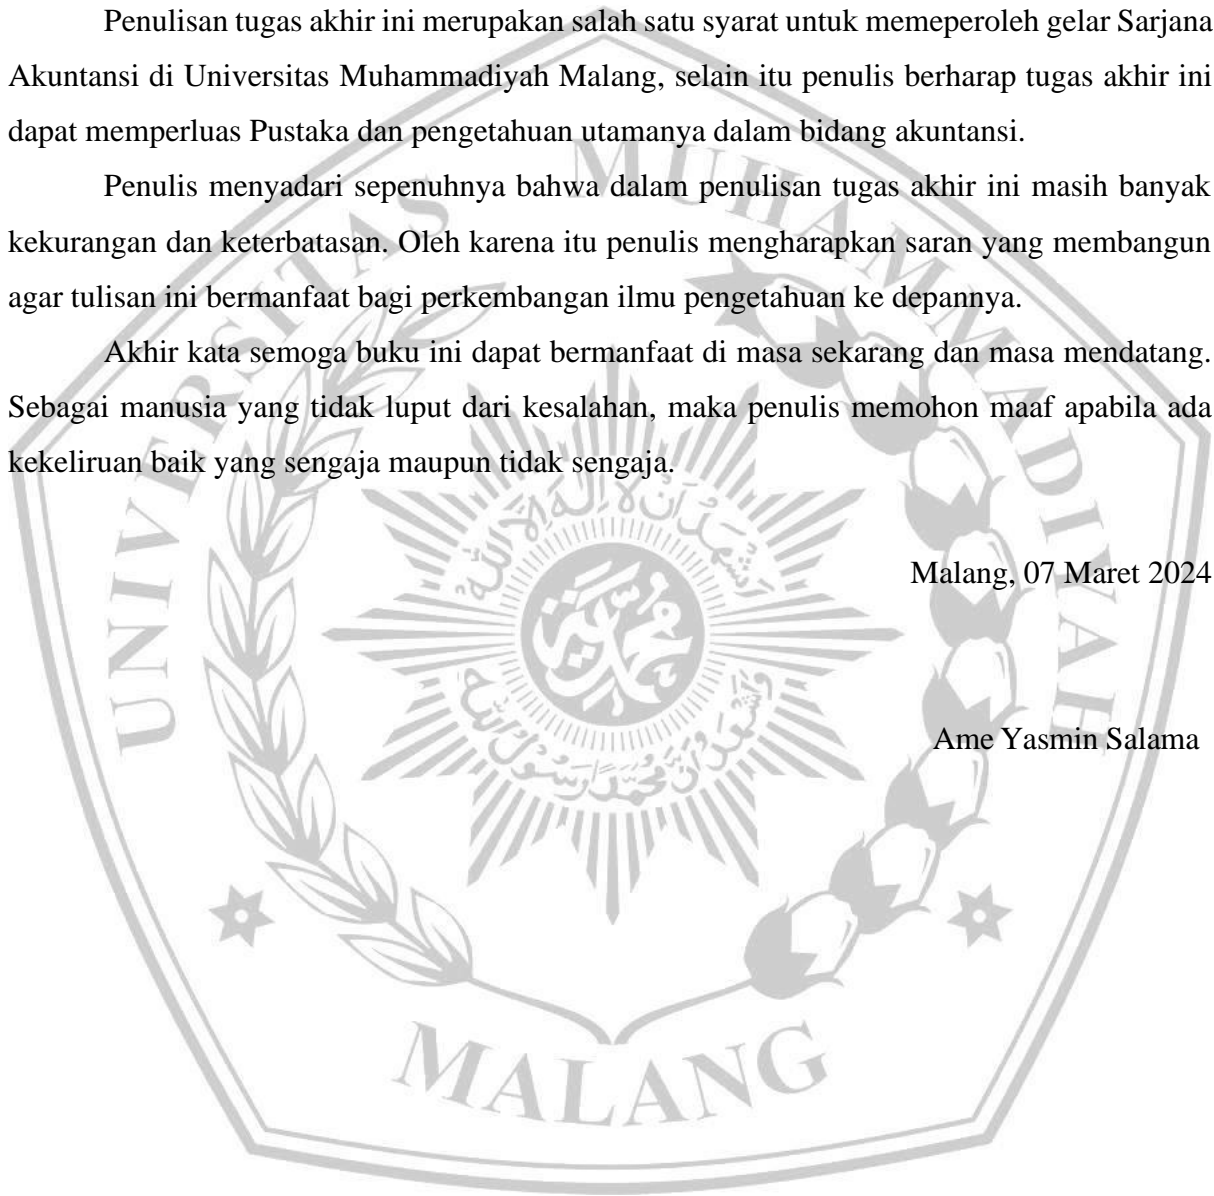 Penulisan tugas akhir ini merupakan salah satu syarat untuk memeperoleh gelar Sarjana
Akuntansi di Universitas Muhammadiyah Malang, selain itu penulis berharap tugas akhir ini
dapat memperluas Pustaka dan pengetahuan utamanya dalam bidang akuntansi.
Penulis menyadari sepenuhnya bahwa dalam penulisan tugas akhir ini masih banyak
kekurangan dan keterbatasan. Oleh karena itu penulis mengharapkan saran yang membangun
agar tulisan ini bermanfaat bagi perkembangan ilmu pengetahuan ke depannya.
Akhir kata semoga buku ini dapat bermanfaat di masa sekarang dan masa mendatang.
Sebagai manusia yang tidak luput dari kesalahan, maka penulis memohon maaf apabila ada
kekeliruan baik yang sengaja maupun tidak sengaja.
Malang, 07 Maret 2024
Ame Yasmin Salama
UNIVERSITAS MUHAMMADIYAH
MALANG